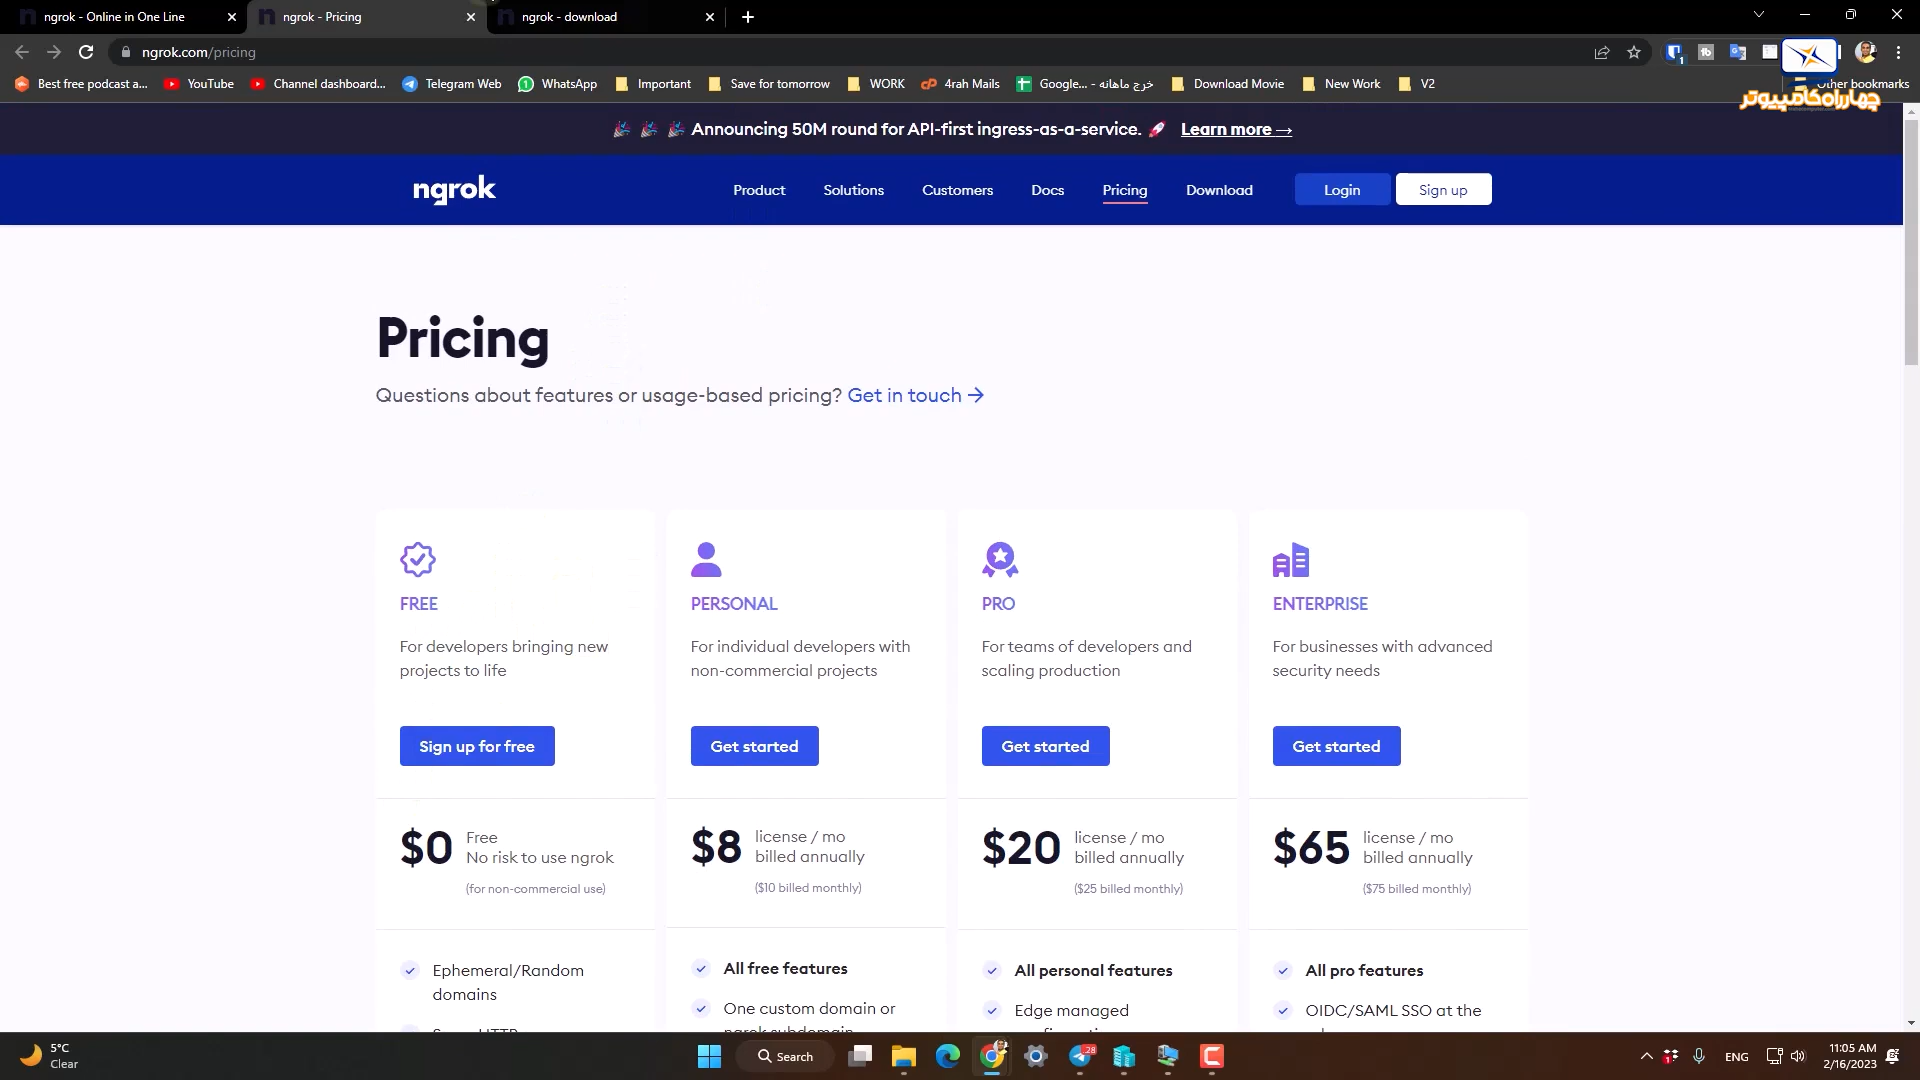 ngrok - Online in One Line
ngrok - Pricing
ngrok - download
ngrok.com/pricing
Best free podcast a...
YouTube
Channel dashboard...
Telegram Web
WhatsApp
Important
Save for tomorrow
WORK
4rah Mails
Google... - خرج ماهانه
Download Movie
New Work
V2
Other bookmarks
چهارراه کامپیوتر
Announcing 50M round for API-first ingress-as-a-service. Learn more →
ngrok
Product
Solutions
Customers
Docs
Pricing
Download
Login
Sign up
Pricing
Questions about features or usage-based pricing? Get in touch →
FREE
For developers bringing new
projects to life
Sign up for free
$0
Free
No risk to use ngrok
(for non-commercial use)
Ephemeral/Random
domains
PERSONAL
For individual developers with
non-commercial projects
Get started
$8
license / mo
billed annually
($10 billed monthly)
All free features
One custom domain or
ngrok subdomain
PRO
For teams of developers and
scaling production
Get started
$20
license / mo
billed annually
($25 billed monthly)
All personal features
Edge managed
ENTERPRISE
For businesses with advanced
security needs
Get started
$65
license / mo
billed annually
($75 billed monthly)
All pro features
OIDC/SAML SSO at the
5°C
Clear
Search
28
ENG
11:05 AM
2/16/2023